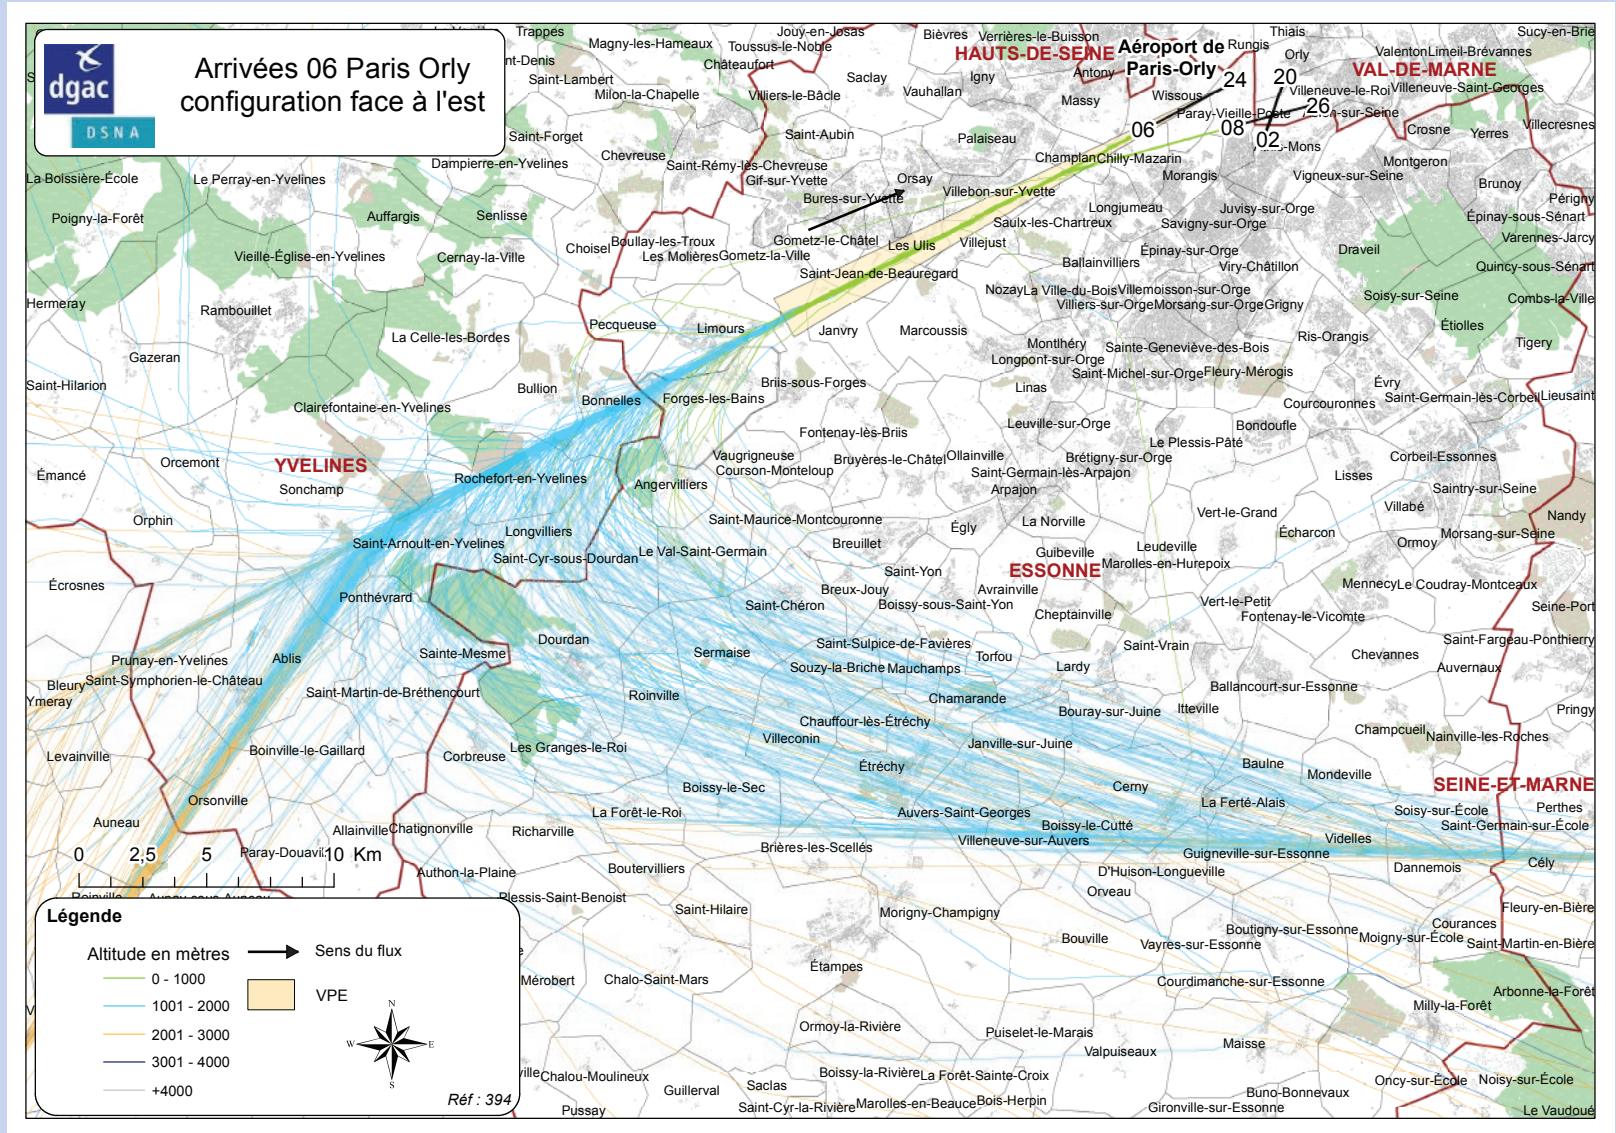 Arrivées 06 Paris Orly
configuration face à l'est
dgac
DSNA
Trappes
Magny-les-Hameaux
Jouy-en-Josas
Toussus-le-Noble
Châteaufort
Bièvres
Verrières-le-Buisson
HAUTS-DE-SEINE
Aéroport de
Paris-Orly
Rungis
Thiais
Orly
Valenton
Limeil-Brévannes
Sucy-en-Brie
VAL-DE-MARNE
Saint-Lambert
Milon-la-Chapelle
Villiers-le-Bâcle
Saclay
Vauhallan
Igny
Antony
Massy
Wissous
24
20
26
Villeneuve-le-Roi
Villeneuve-Saint-Georges
Paray-Vieille-Poste
06
08
02
Crosne
Yerres
Villecresnes
Saint-Forget
Saint-Aubin
Palaiseau
Chevreuse
Dampierre-en-Yvelines
Saint-Rémy-lès-Chevreuse
Gif-sur-Yvette
Orsay
Champlan
Chilly-Mazarin
Morangis
Vigneux-sur-Seine
Montgeron
Brunoy
Périgny
La Boissière-École
Le Perray-en-Yvelines
Poigny-la-Forêt
Auffargis
Senlisse
Bures-sur-Yvette
Villebon-sur-Yvette
Longjumeau
Saulx-les-Chartreux
Juvisy-sur-Orge
Savigny-sur-Orge
Épinay-sous-Sénart
Vieille-Église-en-Yvelines
Cernay-la-Ville
Choisel
Boullay-les-Troux
Les Molières
Gometz-la-Ville
Gometz-le-Châtel
Les Ulis
Villejust
Ballainvilliers
Épinay-sur-Orge
Viry-Châtillon
Draveil
Varennes-Jarcy
Quincy-sous-Sénart
Saint-Jean-de-Beauregard
Hermeray
Rambouillet
Nozay
La Ville-du-Bois
Villemoisson-sur-Orge
Villiers-sur-Orge
Morsang-sur-Orge
Grigny
Soisy-sur-Seine
Combs-la-Ville
Étiolles
Tigery
La Celle-les-Bordes
Pecqueuse
Limours
Janvry
Marcoussis
Montlhéry
Longpont-sur-Orge
Sainte-Geneviève-des-Bois
Ris-Orangis
Gazeran
Saint-Hilarion
Bullion
Bonnelles
Forges-les-Bains
Briis-sous-Forges
Linas
Saint-Michel-sur-Orge
Fleury-Mérogis
Évry
Courcouronnes
Saint-Germain-lès-Corbeil
Lieusaint
Clairefontaine-en-Yvelines
Fontenay-lès-Briis
Leuville-sur-Orge
Le Plessis-Pâté
Bondoufle
Émancé
Orcemont
YVELINES
Sonchamp
Rochefort-en-Yvelines
Angervilliers
Vaugrigneuse
Courson-Monteloup
Bruyères-le-Châtel
Ollainville
Brétigny-sur-Orge
Saint-Germain-lès-Arpajon
Arpajon
Lisses
Corbeil-Essonnes
Saintry-sur-Seine
Villabé
Nandy
Orphin
Longvilliers
Saint-Maurice-Montcouronne
Égly
La Norville
Vert-le-Grand
Écharcon
Ormoy
Morsang-sur-Seine
Saint-Arnoult-en-Yvelines
Saint-Cyr-sous-Dourdan
Le Val-Saint-Germain
Breuillet
Guibeville
Leudeville
ESSONNE
Marolles-en-Hurepoix
Écrosnes
Ponthévrard
Saint-Yon
Breux-Jouy
Avrainville
Saint-Chéron
Boissy-sous-Saint-Yon
Cheptainville
Vert-le-Petit
Fontenay-le-Vicomte
Mennecy
Le Coudray-Montceaux
Seine-Port
Dourdan
Sainte-Mesme
Sermaise
Saint-Sulpice-de-Favières
Torfou
Lardy
Saint-Vrain
Saint-Fargeau-Ponthierry
Chevannes
Auvernaux
Prunay-en-Yvelines
Ablis
Bleury
Saint-Symphorien-le-Château
Ymeray
Saint-Martin-de-Bréthencourt
Souzy-la-Briche
Mauchamps
Roinville
Chamarande
Bouray-sur-Juine
Itteville
Ballancourt-sur-Essonne
Pringy
Chauffour-lès-Étréchy
Villeconin
Janville-sur-Juine
Champcueil
Nainville-les-Roches
Levainville
Boinville-le-Gaillard
Corbreuse
Les Granges-le-Roi
Étréchy
Baulne
Mondeville
SEINE-ET-MARNE
Orsonville
Boissy-le-Sec
Cerny
La Ferté-Alais
Soisy-sur-École
Perthes
Saint-Germain-sur-École
Auneau
Allainville
Chatignonville
Richarville
La Forêt-le-Roi
Auvers-Saint-Georges
Boissy-le-Cutté
Villeneuve-sur-Auvers
Videlles
Brières-les-Scellés
Guigneville-sur-Essonne
Dannemois
Cély
0 2,5 5 10 Km
Authon-la-Plaine
Boutervilliers
D'Huison-Longueville
Orveau
Plessis-Saint-Benoist
Saint-Hilaire
Morigny-Champigny
Fleury-en-Bière
Courances
Bouville
Boutigny-sur-Essonne
Vayres-sur-Essonne
Moigny-sur-École
Saint-Martin-en-Bière
Mérobert
Chalo-Saint-Mars
Étampes
Courdimanche-sur-Essonne
Arbonne-la-Forêt
Milly-la-Forêt
Ormoy-la-Rivière
Puiselet-le-Marais
Valpuiseaux
Maisse
Chalou-Moulineux
Guillerval
Saclas
Boissy-la-Rivière
La Forêt-Sainte-Croix
Oncy-sur-École
Noisy-sur-École
Buno-Bonnevaux
Pussay
Saint-Cyr-la-Rivière
Marolles-en-Beauce
Bois-Herpin
Gironville-sur-Essonne
Le Vaudoué
Légende
Altitude en mètres
0 - 1000
1001 - 2000
2001 - 3000
3001 - 4000
+4000
Sens du flux
VPE
N
W
E
S
Réf : 394